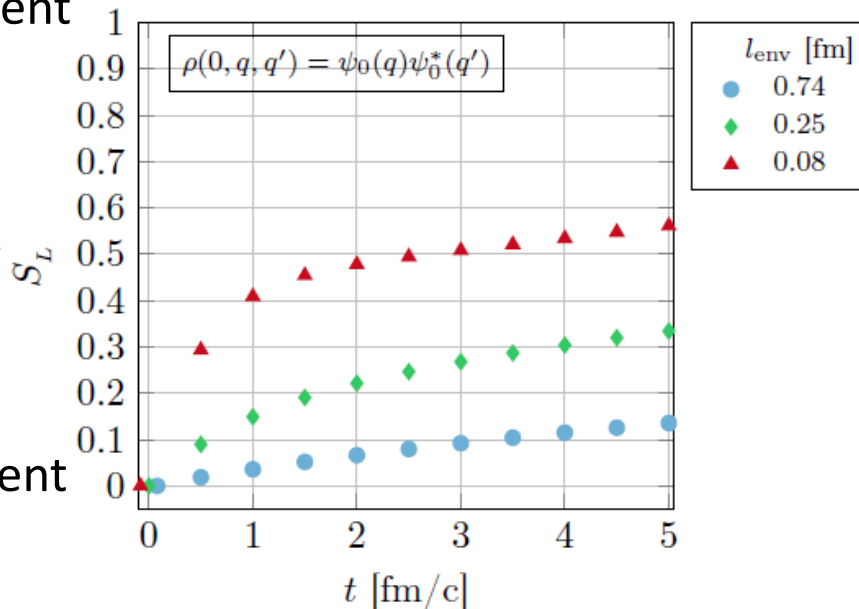 ent
1
0.9
0.8
0.7
0.6
0.5
0.4
0.3
0.2
0.1
ent
0
S_L
ρ(0, q, q′) = ψ₀(q)ψ₀*(q′)
l_env [fm]
0.74
0.25
0.08
0 1 2 3 4 5
t [fm/c]